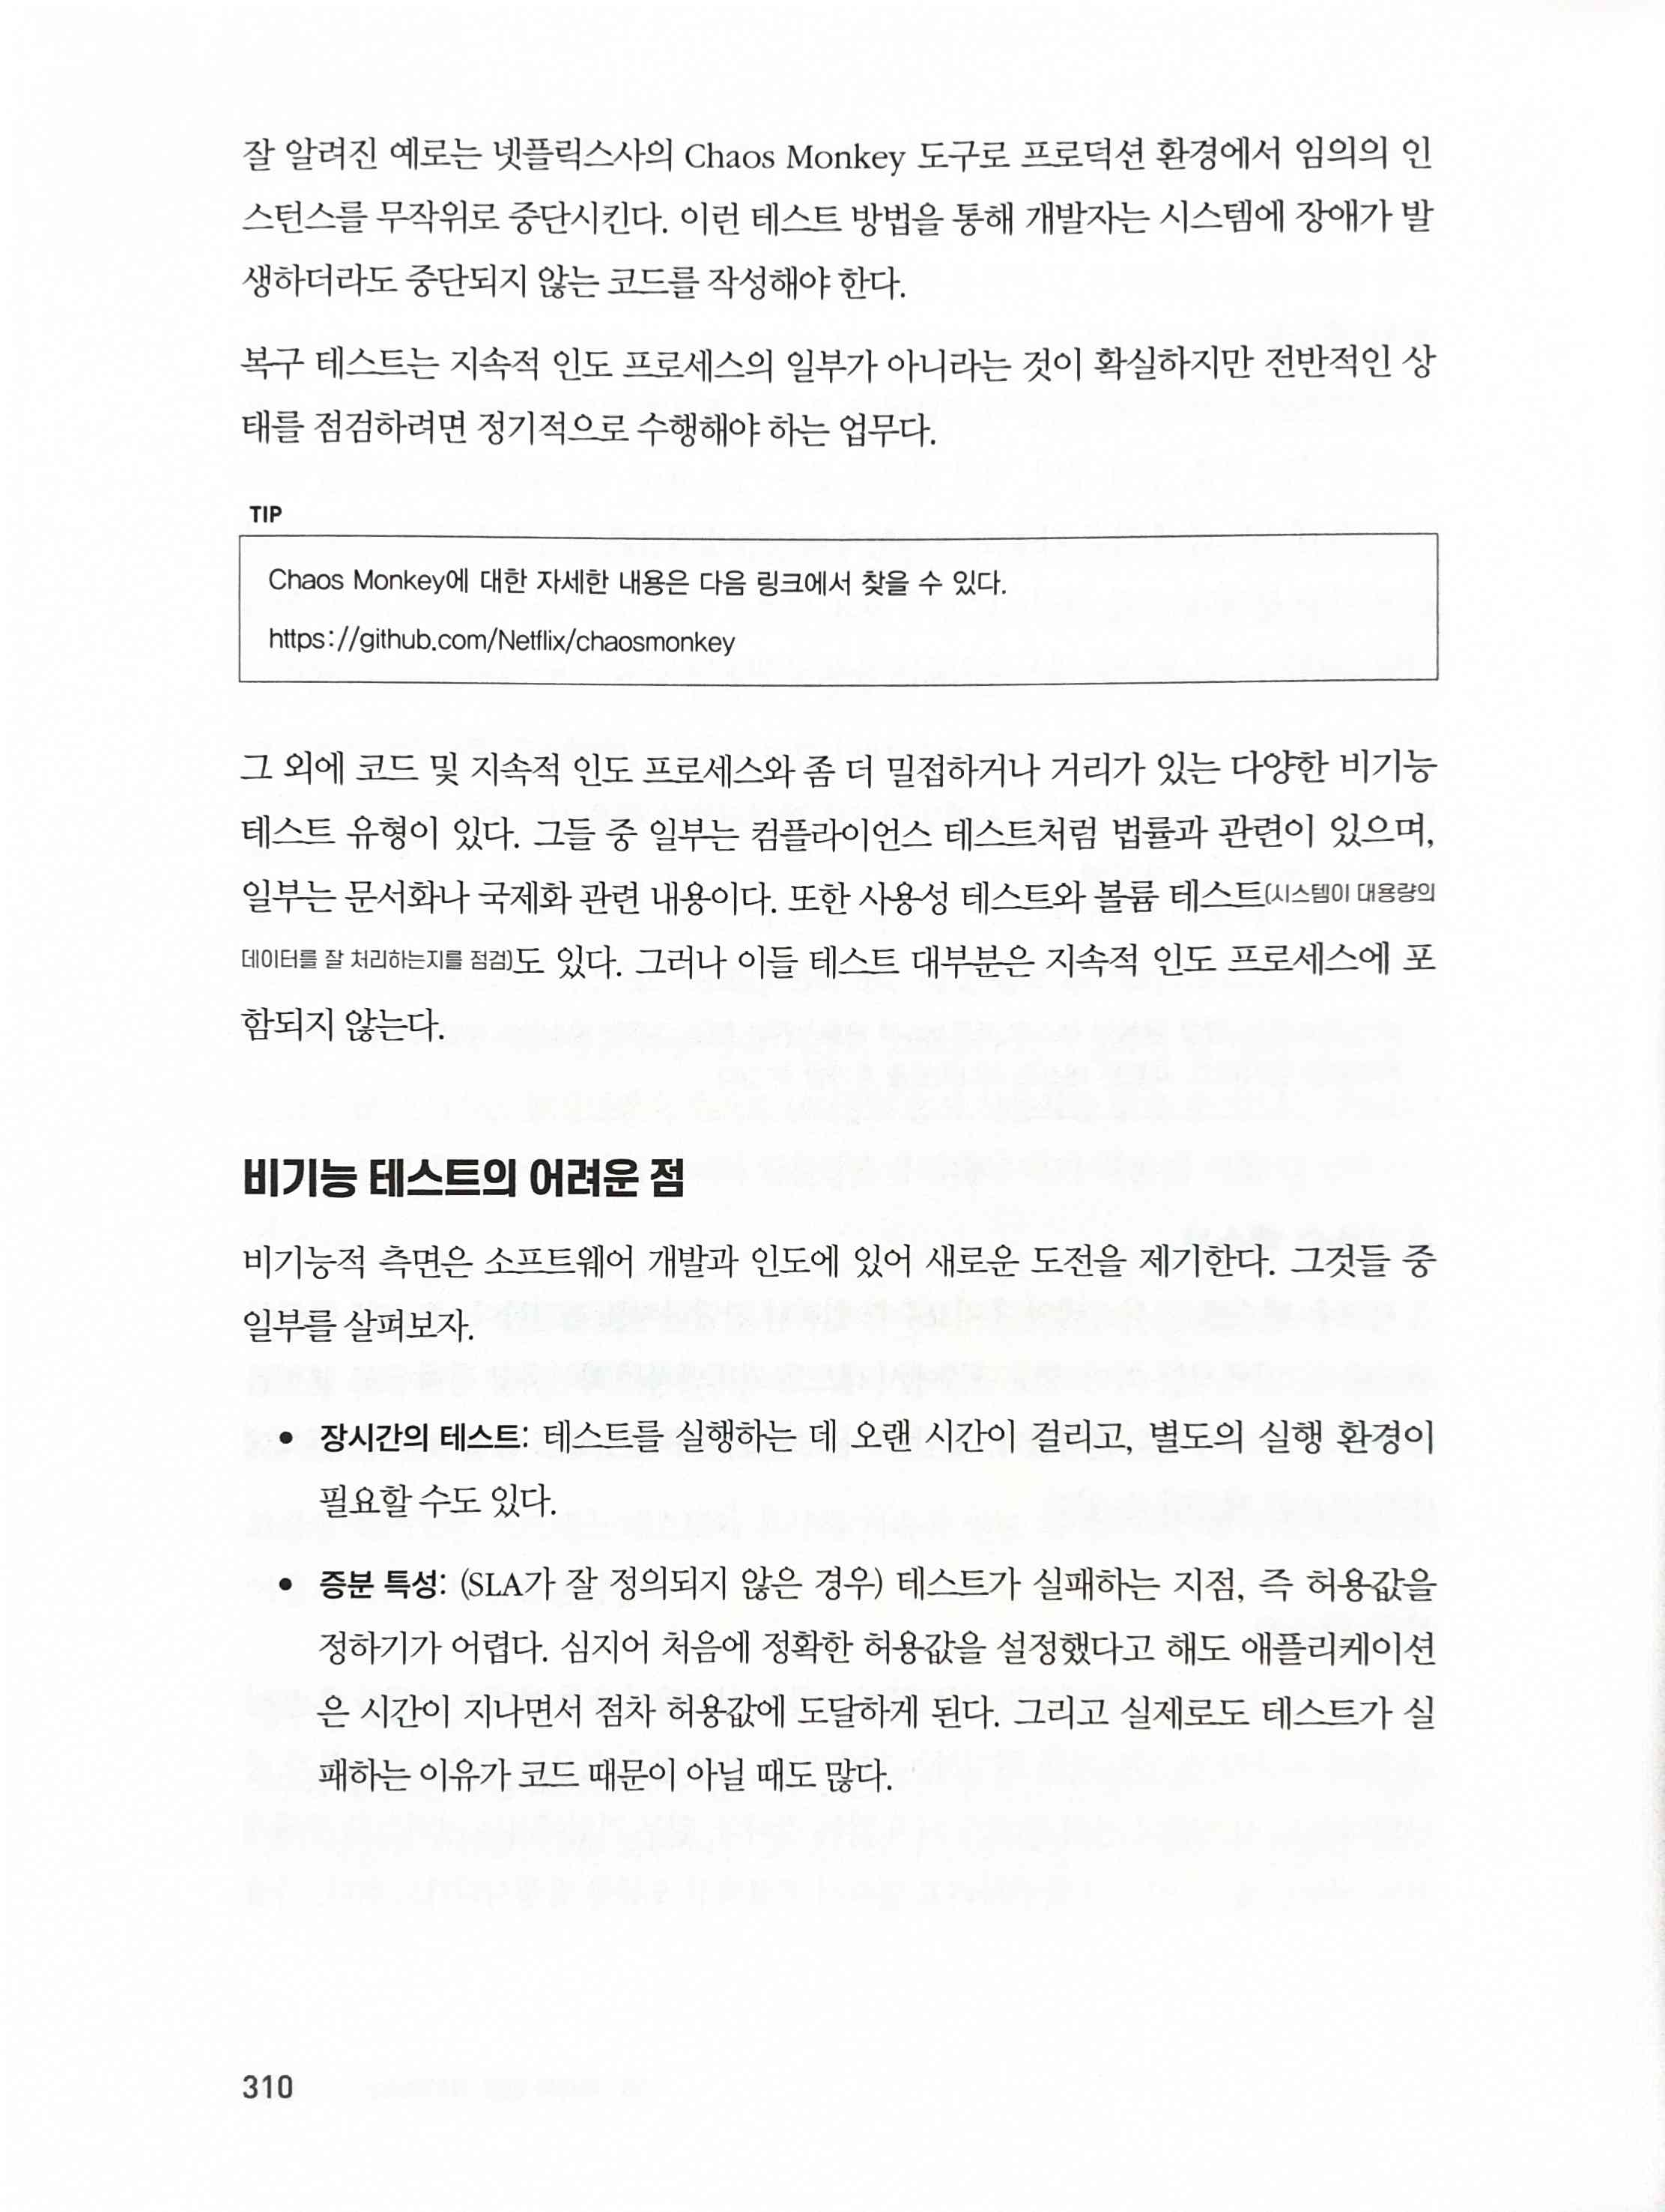 잘 알려진 예로는 넷플릭스사의 Chaos Monkey 도구로 프로덕션 환경에서 임의의 인
스턴스를 무작위로 중단시킨다. 이런 테스트 방법을 통해 개발자는 시스템에 장애가 발
생하더라도 중단되지 않는 코드를 작성해야 한다.
복구 테스트는 지속적 인도 프로세스의 일부가 아니라는 것이 확실하지만 전반적인 상
태를 점검하려면 정기적으로 수행해야 하는 업무다.
TIP
Chaos Monkey에 대한 자세한 내용은 다음 링크에서 찾을 수 있다.
https://github.com/Netflix/chaosmonkey
그 외에 코드 및 지속적 인도 프로세스와 좀 더 밀접하거나 거리가 있는 다양한 비기능
테스트 유형이 있다. 그들 중 일부는 컴플라이언스 테스트처럼 법률과 관련이 있으며,
일부는 문서화나 국제화 관련 내용이다. 또한 사용성 테스트와 볼륨 테스트(시스템이 대용량의
데이터를 잘 처리하는지를 점검)도 있다. 그러나 이들 테스트 대부분은 지속적 인도 프로세스에 포
함되지 않는다.
비기능 테스트의 어려운 점
비기능적 측면은 소프트웨어 개발과 인도에 있어 새로운 도전을 제기한다. 그것들 중
일부를 살펴보자.
• 장시간의 테스트: 테스트를 실행하는 데 오랜 시간이 걸리고, 별도의 실행 환경이
필요할 수도 있다.
• 증분 특성: (SLA가 잘 정의되지 않은 경우) 테스트가 실패하는 지점, 즉 허용값을
정하기가 어렵다. 심지어 처음에 정확한 허용값을 설정했다고 해도 애플리케이션
은 시간이 지나면서 점차 허용값에 도달하게 된다. 그리고 실제로도 테스트가 실
패하는 이유가 코드 때문이 아닐 때도 많다.
310